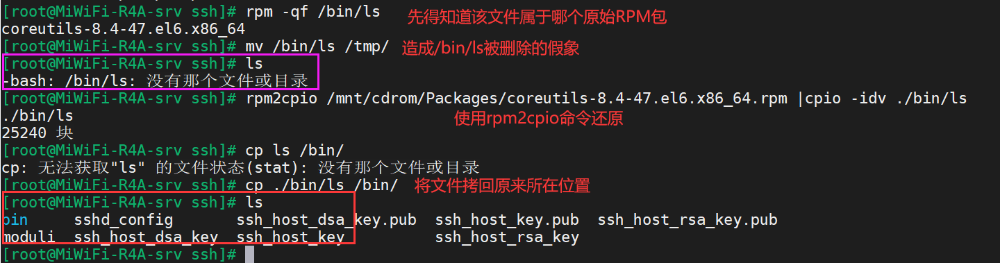 [root@MiWiFi-R4A-srv ssh]# rpm -qf /bin/ls 先得知道该文件属于哪个原始RPM包
coreutils-8.4-47.el6.x86_64
[root@MiWiFi-R4A-srv ssh]# mv /bin/ls /tmp/ 造成/bin/ls被删除的假象
[root@MiWiFi-R4A-srv ssh]# ls
-bash: /bin/ls: 没有那个文件或目录
[root@MiWiFi-R4A-srv ssh]# rpm2cpio /mnt/cdrom/Packages/coreutils-8.4-47.el6.x86_64.rpm |cpio -idv ./bin/ls
./bin/ls 使用rpm2cpio命令还原
25240 块
[root@MiWiFi-R4A-srv ssh]# cp ls /bin/
cp: 无法获取"ls" 的文件状态(stat): 没有那个文件或目录
[root@MiWiFi-R4A-srv ssh]# cp ./bin/ls /bin/ 将文件拷回原来所在位置
[root@MiWiFi-R4A-srv ssh]# ls
bin sshd_config ssh_host_dsa_key.pub ssh_host_key.pub ssh_host_rsa_key.pub
moduli ssh_host_dsa_key ssh_host_key ssh_host_rsa_key
[root@MiWiFi-R4A-srv ssh]#